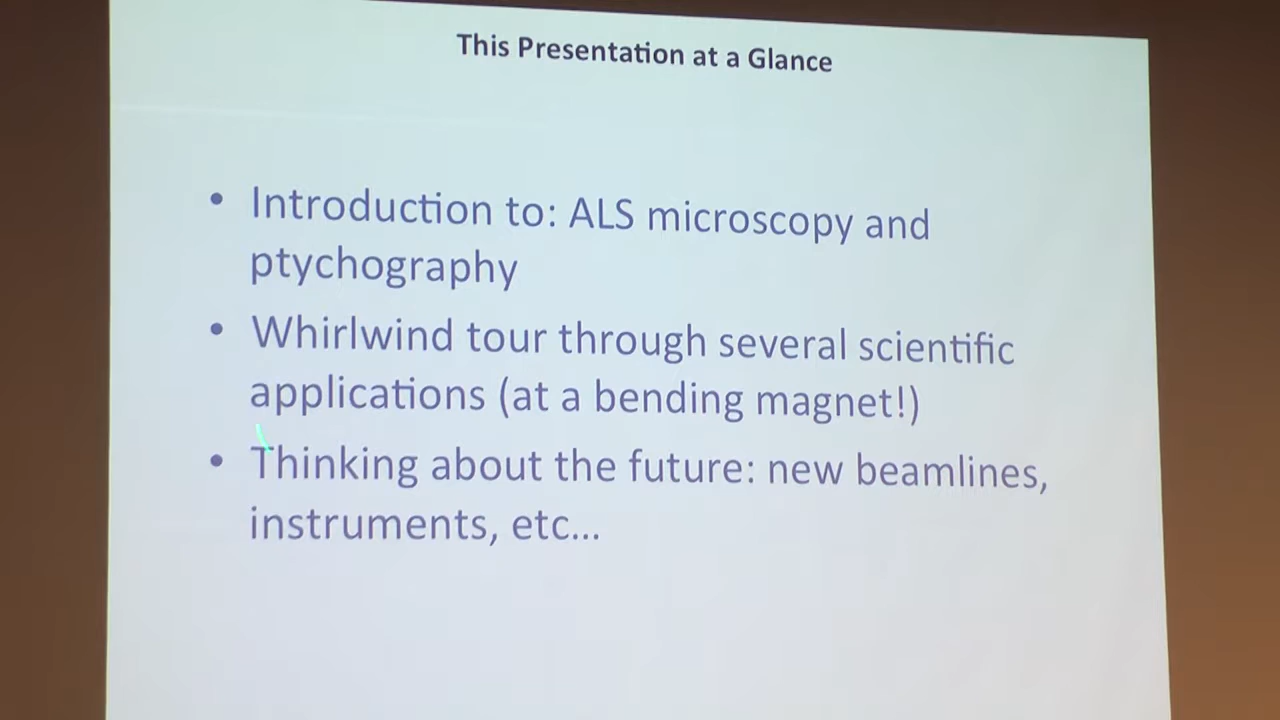 This Presentation at a Glance
• Introduction to: ALS microscopy and
ptychography
• Whirlwind tour through several scientific
applications (at a bending magnet!)
• Thinking about the future: new beamlines,
instruments, etc...